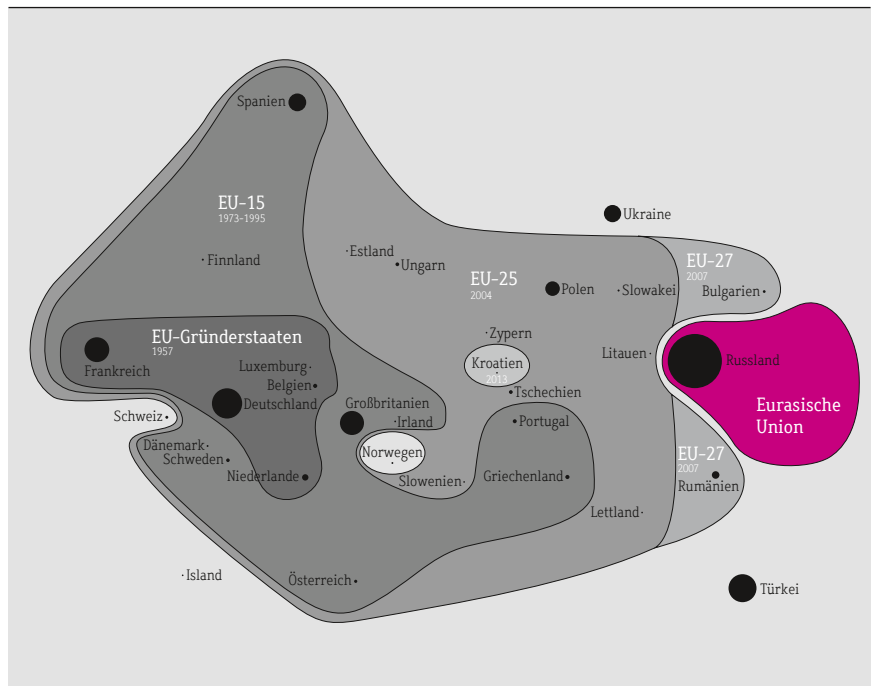 Spanien
EU-15
1973-1995
Ukraine
Estland
Ungarn
Finnland
EU-25
2004
EU-27
2007
Polen
Slowakei
Bulgarien
EU-Gründerstaaten
1957
Zypern
Litauen
Russland
Kroatien
2013
Frankreich
Luxemburg
Belgien
Deutschland
Tschechien
Eurasische
Union
Großbritanien
Irland
Portugal
Schweiz
Dänemark
Schweden
Norwegen
EU-27
2007
Niederlande
Slowenien
Griechenland
Rumänien
Lettland
Island
Österreich
Türkei